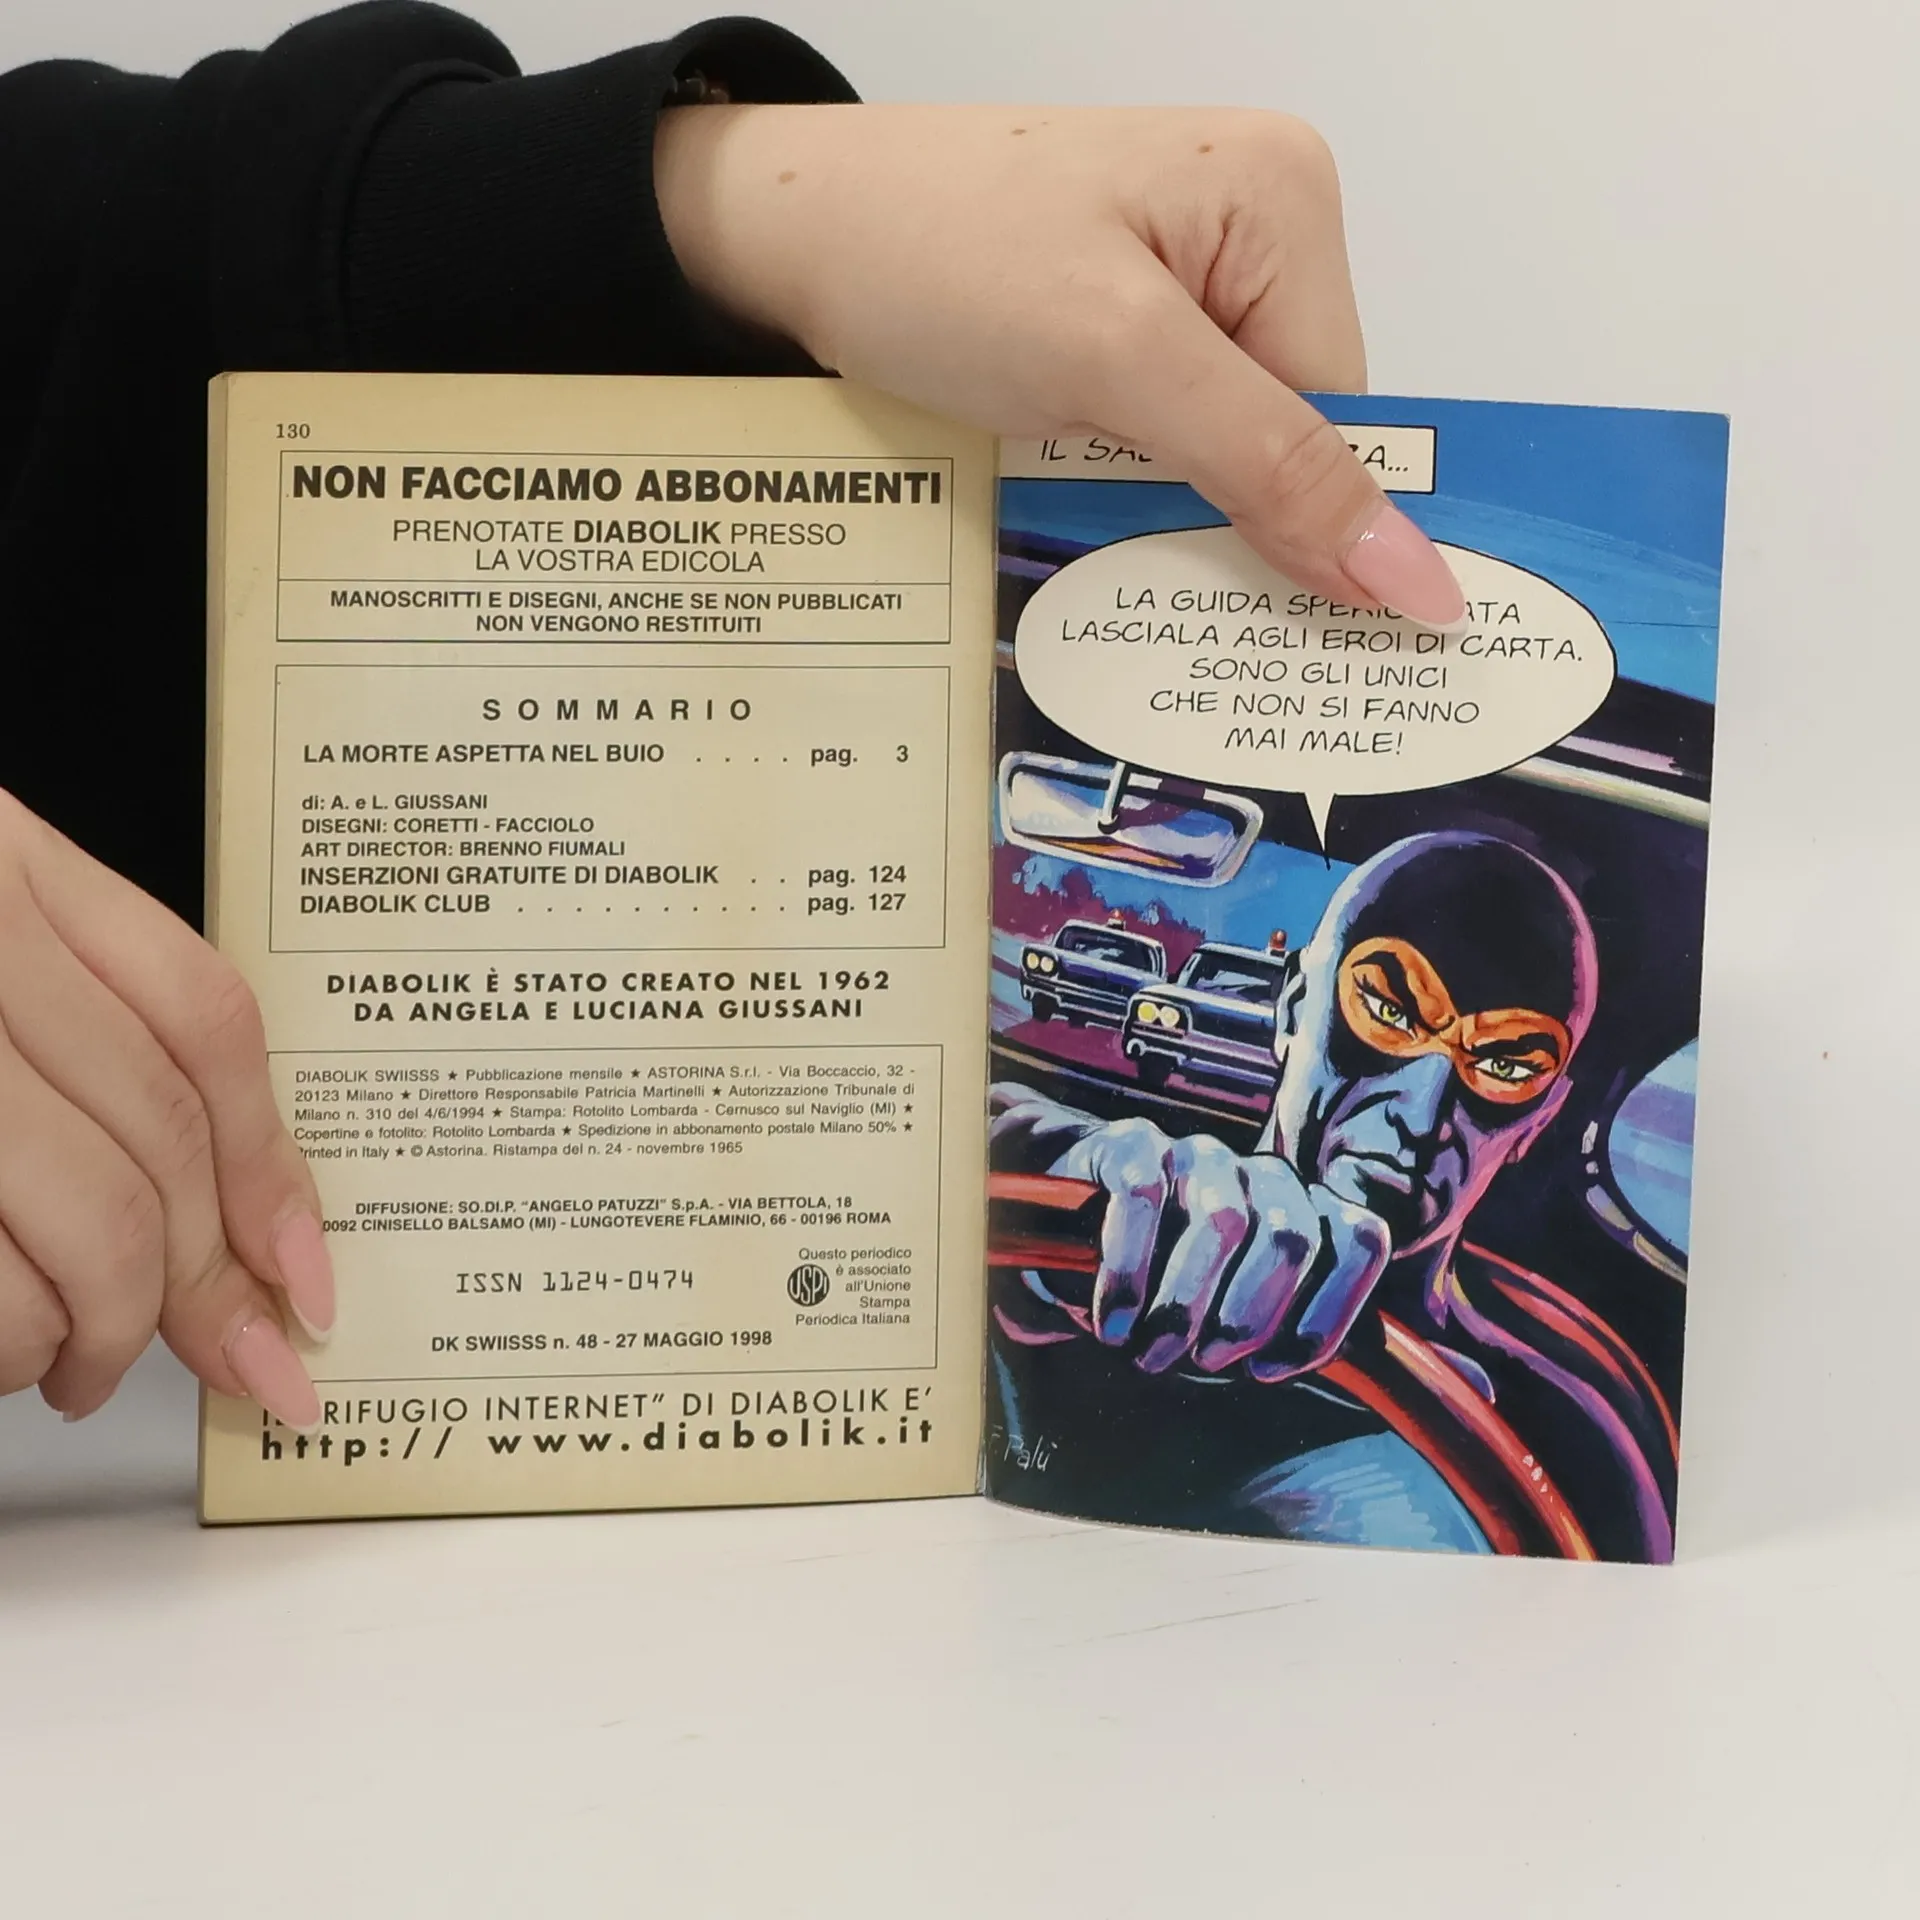 130
NON FACCIAMO ABBONAMENTI
PRENOTATE DIABOLIK PRESSO
LA VOSTRA EDICOLA
MANOSCRITTI E DISEGNI, ANCHE SE NON PUBBLICATI
NON VENGONO RESTITUITI
SOMMARIO
LA MORTE ASPETTA NEL BUIO . . . . pag. 3
di: A. e L. GIUSSANI
DISEGNI: CORETTI - FACCIOLO
ART DIRECTOR: BRENNO FIUMALI
INSERZIONI GRATUITE DI DIABOLIK . . pag. 124
DIABOLIK CLUB . . . . . . . . . . pag. 127
DIABOLIK È STATO CREATO NEL 1962
DA ANGELA E LUCIANA GIUSSANI
DIABOLIK SWIISSS ★ Pubblicazione mensile ★ ASTORINA S.r.l. - Via Boccaccio, 32 -
20123 Milano ★ Direttore Responsabile Patricia Martinelli ★ Autorizzazione Tribunale di
Milano n. 310 del 4/6/1994 ★ Stampa: Rotolito Lombarda - Cernusco sul Naviglio (MI) ★
Copertine e fotolito: Rotolito Lombarda ★ Spedizione in abbonamento postale Milano 50% ★
Printed in Italy ★ © Astorina. Ristampa del n. 24 - novembre 1965
DIFFUSIONE: SO.DI.P. "ANGELO PATUZZI" S.p.A. - VIA BETTOLA, 18
0092 CINISELLO BALSAMO (MI) - LUNGOTEVERE FLAMINIO, 66 - 00196 ROMA
ISSN 1124-0474
USPI
Questo periodico
è associato
all'Unione
Stampa
Periodica Italiana
DK SWIISSS n. 48 - 27 MAGGIO 1998
RIFUGIO INTERNET" DI DIABOLIK E'
http:// www.diabolik.it
IL
LA GUIDA
LASCIALA AGLI EROI DI CARTA.
SONO GLI UNICI
CHE NON SI FANNO
MAI MALE!
Palù